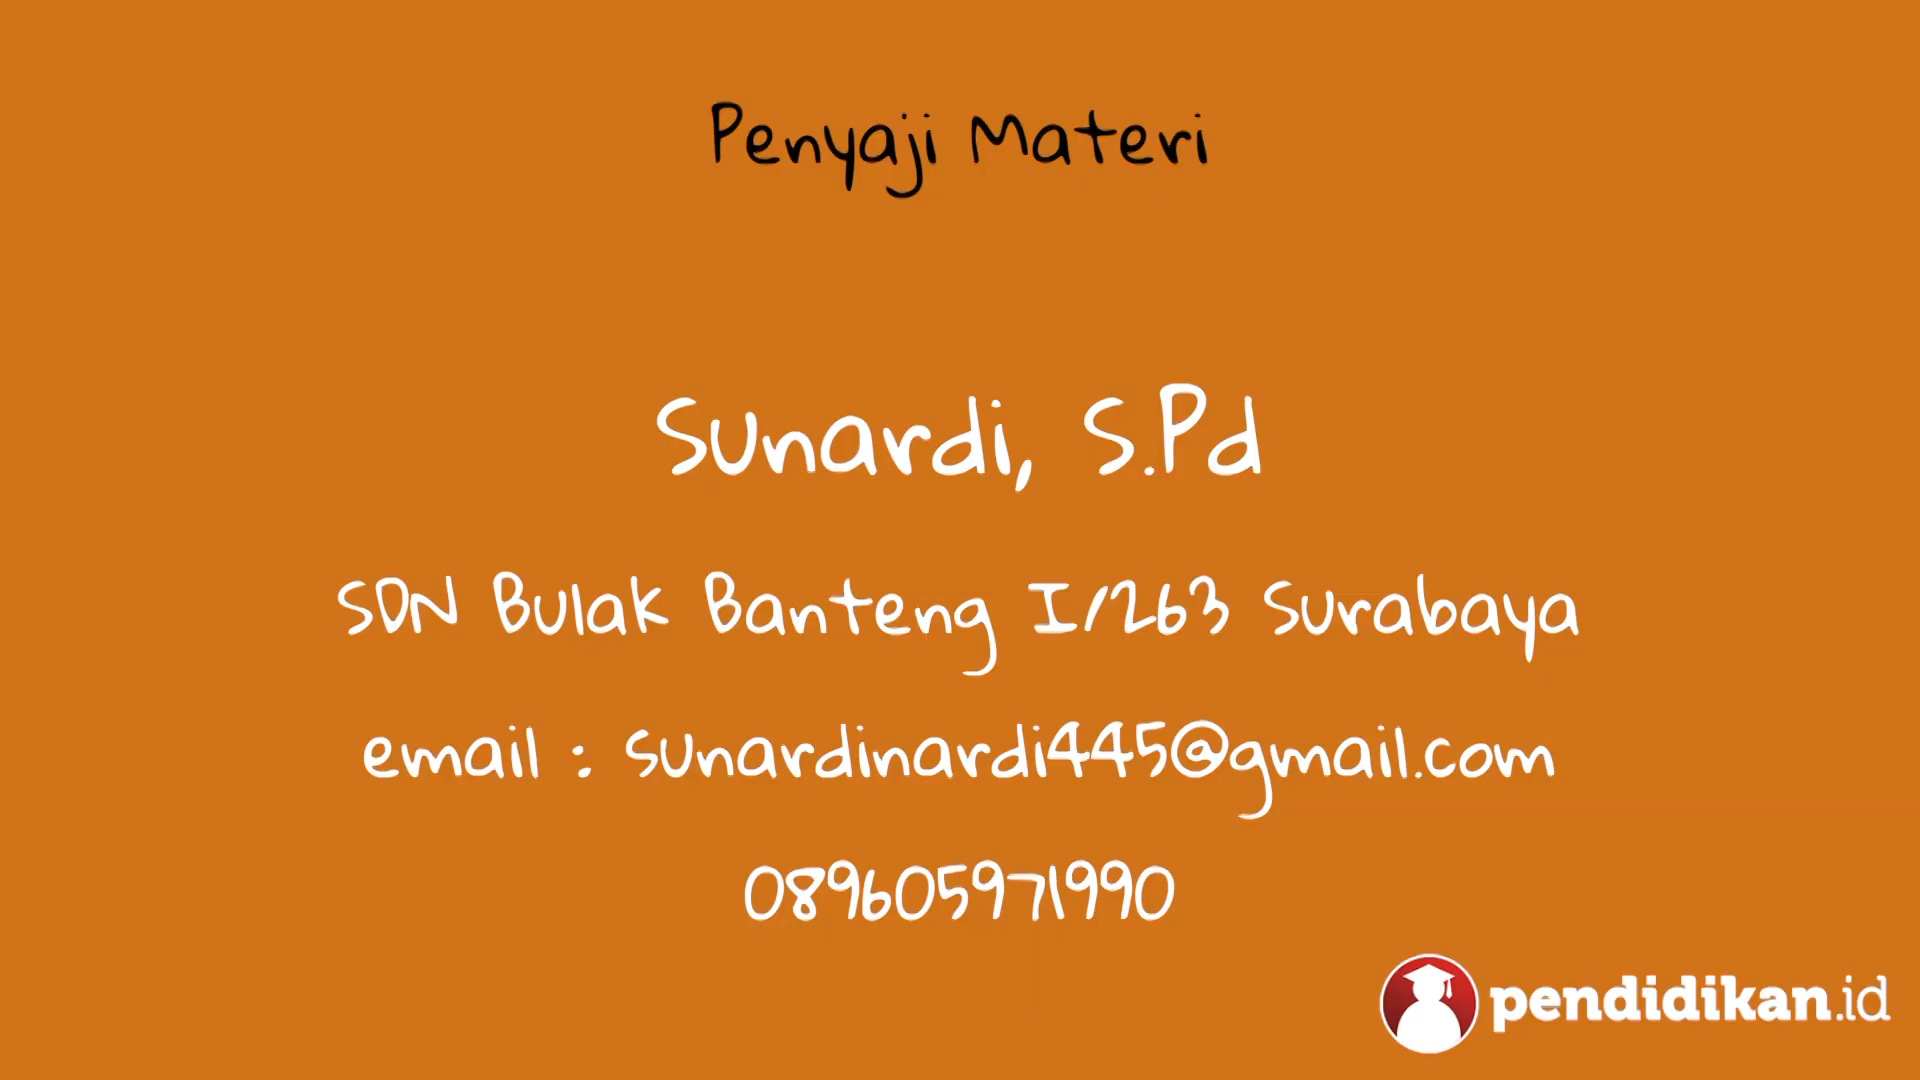 Penyaji Materi
Sunardi, S.Pd
SDN Bulak Banteng I/263 Surabaya
email : sunardinardi445@gmail.com
089605971990
pendidikan.id